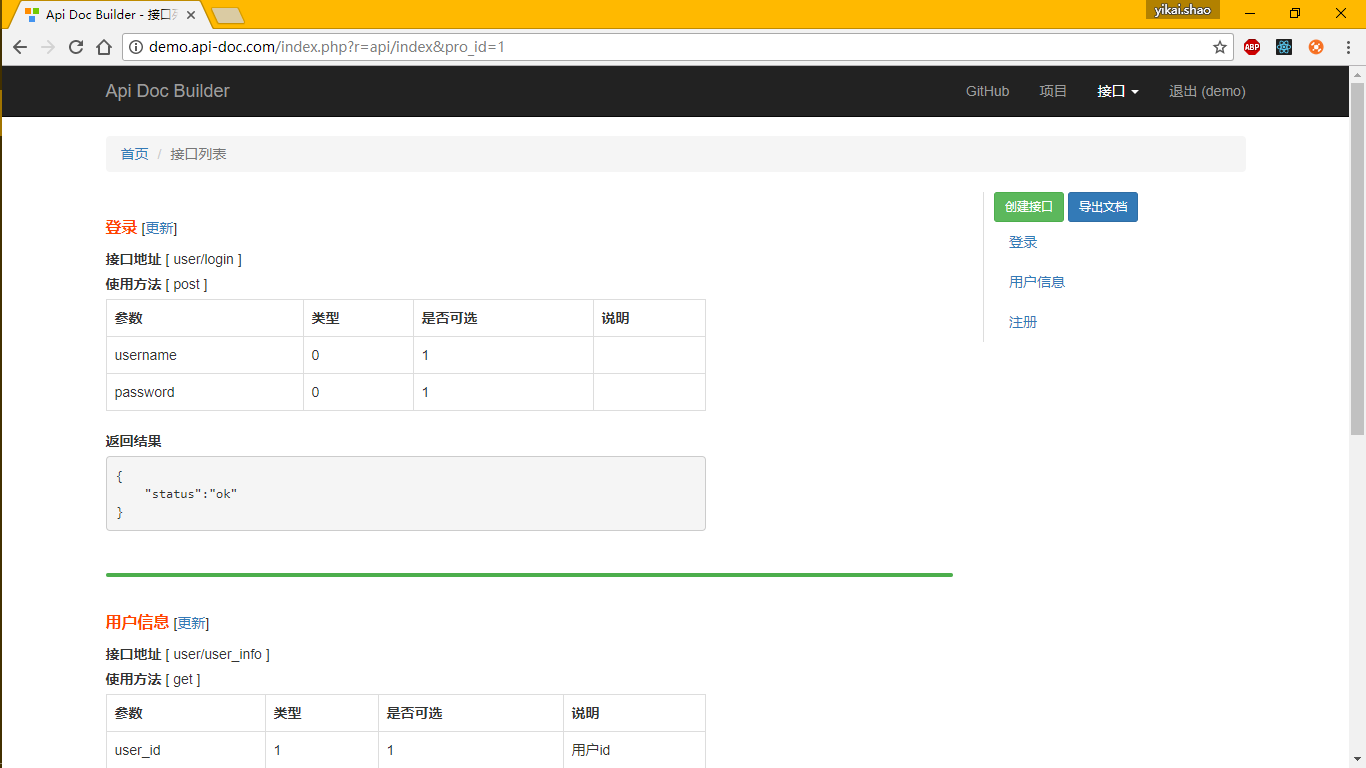 Api Doc Builder - 接口列
yikai.shao
demo.api-doc.com/index.php?r=api/index&pro_id=1
ABP
Api Doc Builder GitHub 项目 接口 退出 (demo)
首页 / 接口列表
创建接口 导出文档
登录
用户信息
注册
登录 [更新]
接口地址 [ user/login ]
使用方法 [ post ]
参数 类型 是否可选 说明
username 0 1
password 0 1
返回结果
{
"status":"ok"
}
用户信息 [更新]
接口地址 [ user/user_info ]
使用方法 [ get ]
参数 类型 是否可选 说明
user_id 1 1 用户id